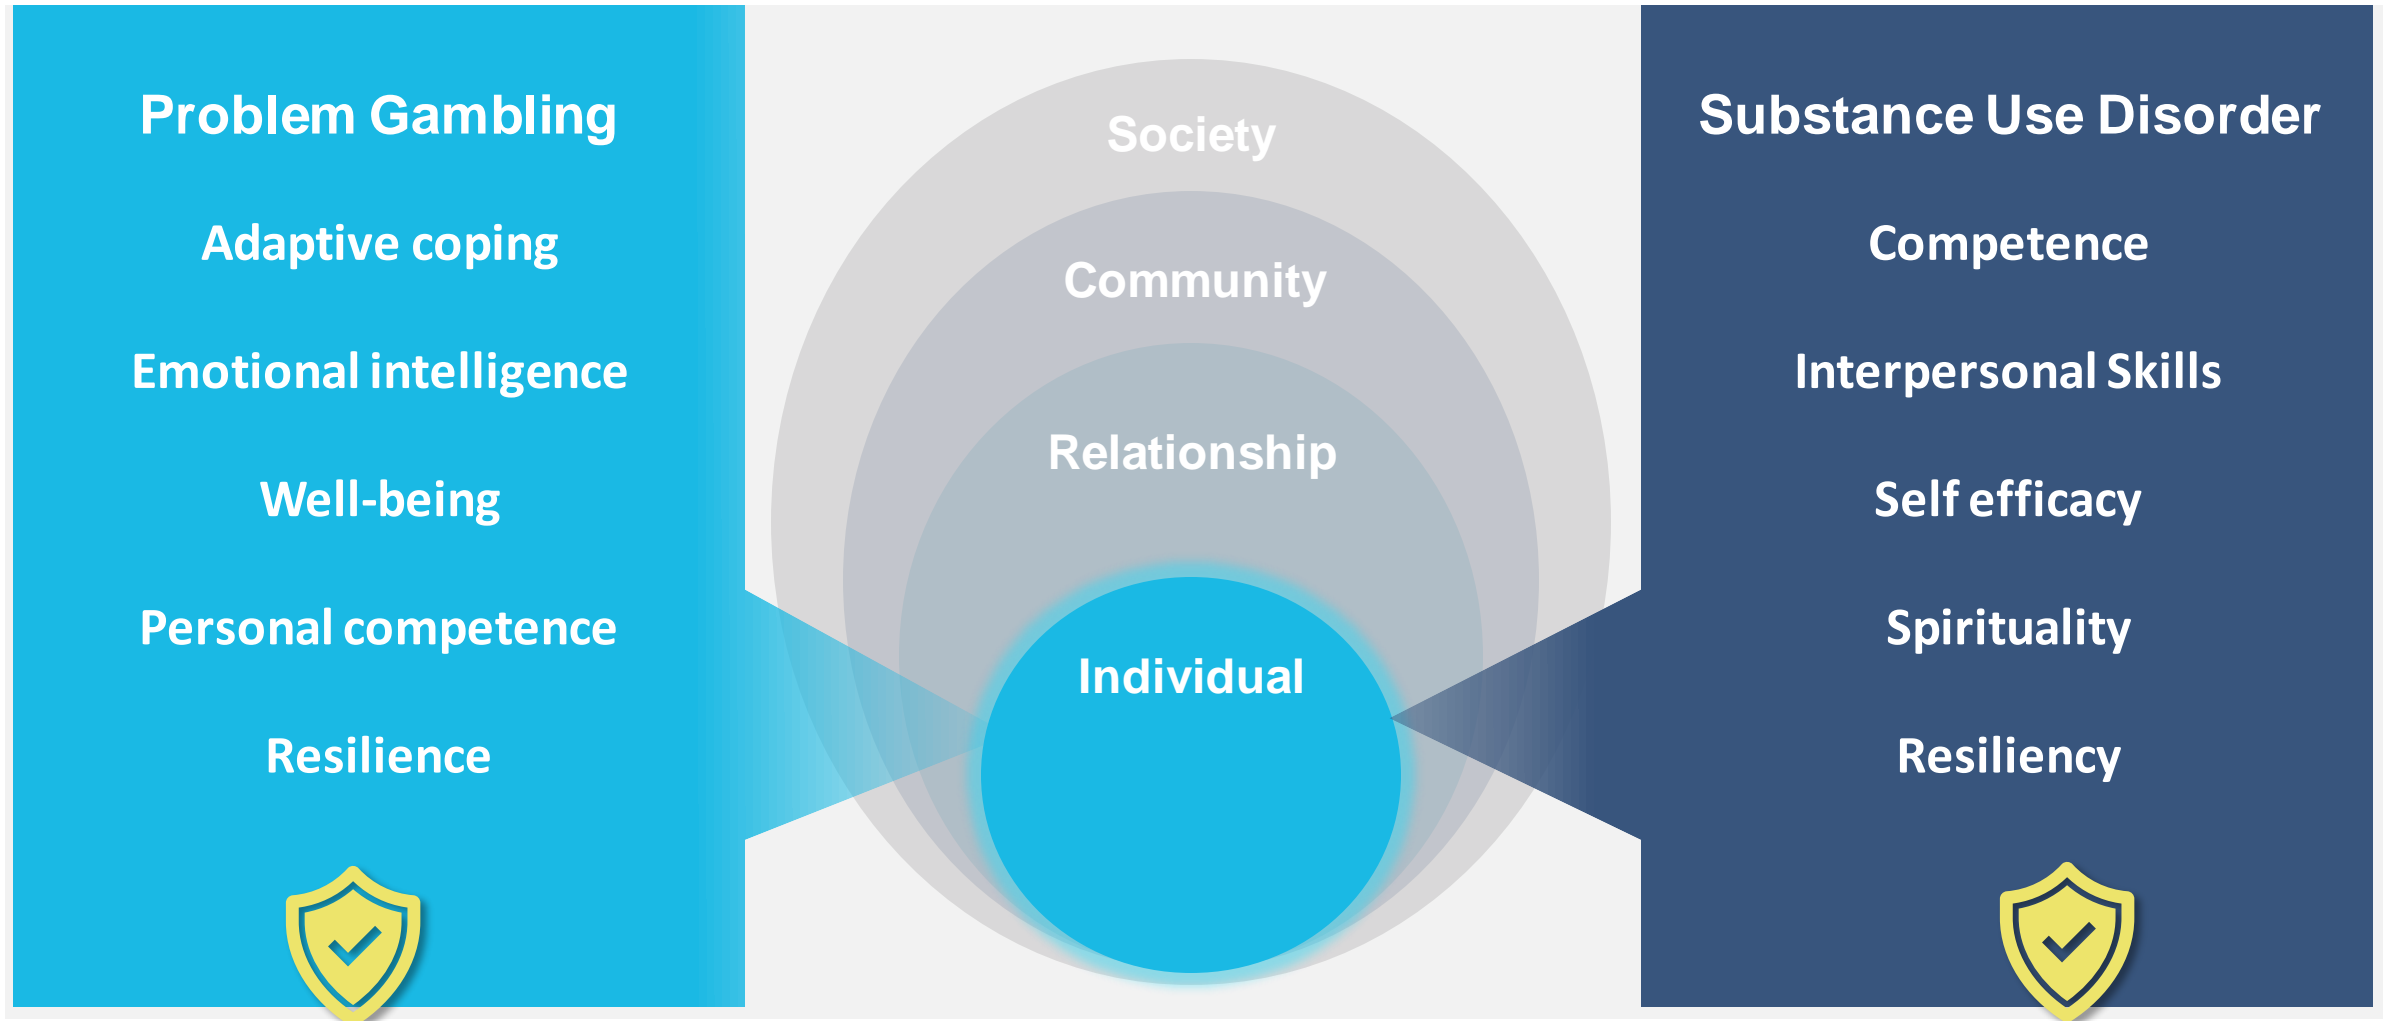 Problem Gambling
Adaptive coping
Emotional intelligence
Well-being
Personal competence
Resilience
Society
Community
Relationship
Individual
Substance Use Disorder
Competence
Interpersonal Skills
Self efficacy
Spirituality
Resiliency